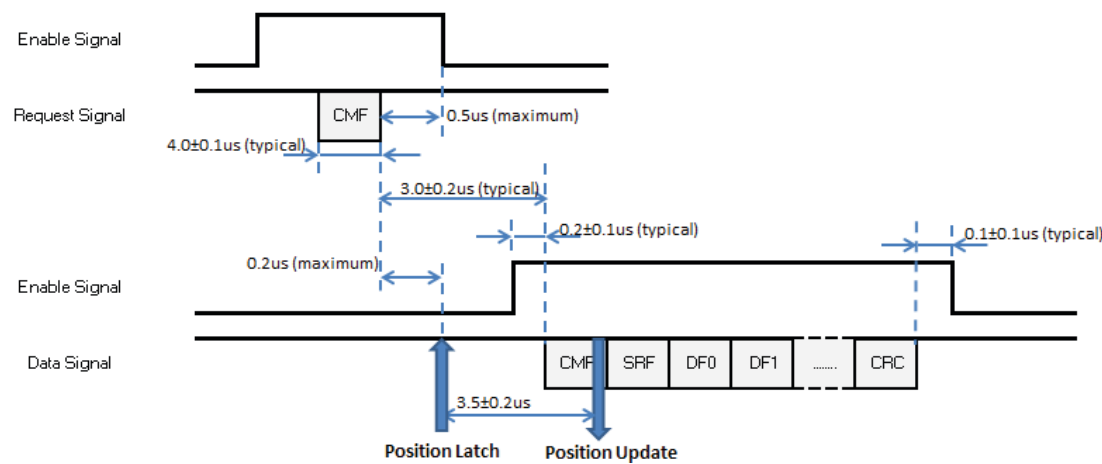 Enable Signal
Request Signal
CMF
0.5us (maximum)
4.0±0.1us (typical)
3.0±0.2us (typical)
0.2±0.1us (typical)
0.1±0.1us (typical)
0.2us (maximum)
Enable Signal
Data Signal
CMF SRF DF0 DF1 ........ CRC
3.5±0.2us
Position Latch Position Update